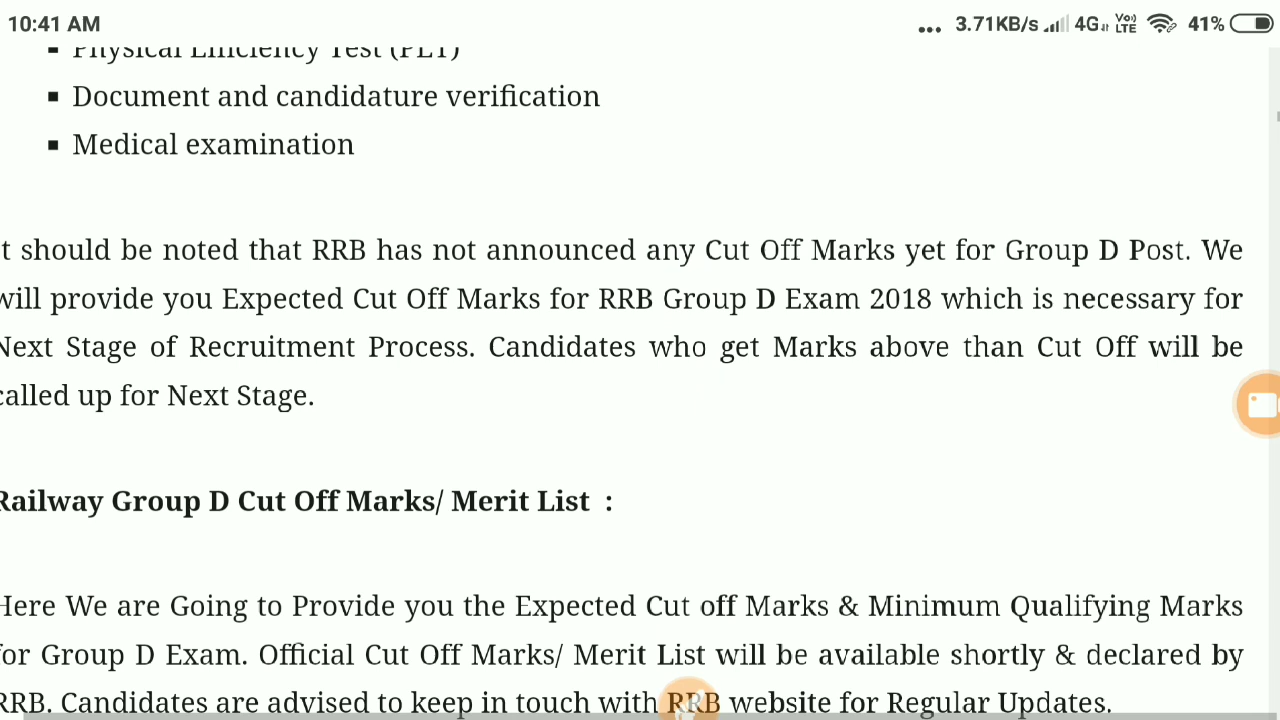 10:41 AM
... 3.71KB/s 4G Vo) LTE 41%
▪ Physical Efficiency Test (PET)
▪ Document and candidature verification
▪ Medical examination
t should be noted that RRB has not announced any Cut Off Marks yet for Group D Post. We
will provide you Expected Cut Off Marks for RRB Group D Exam 2018 which is necessary for
Next Stage of Recruitment Process. Candidates who get Marks above than Cut Off will be
called up for Next Stage.
Railway Group D Cut Off Marks/ Merit List :
Here We are Going to Provide you the Expected Cut off Marks & Minimum Qualifying Marks
for Group D Exam. Official Cut Off Marks/ Merit List will be available shortly & declared by
RRB. Candidates are advised to keep in touch with RRB website for Regular Updates.